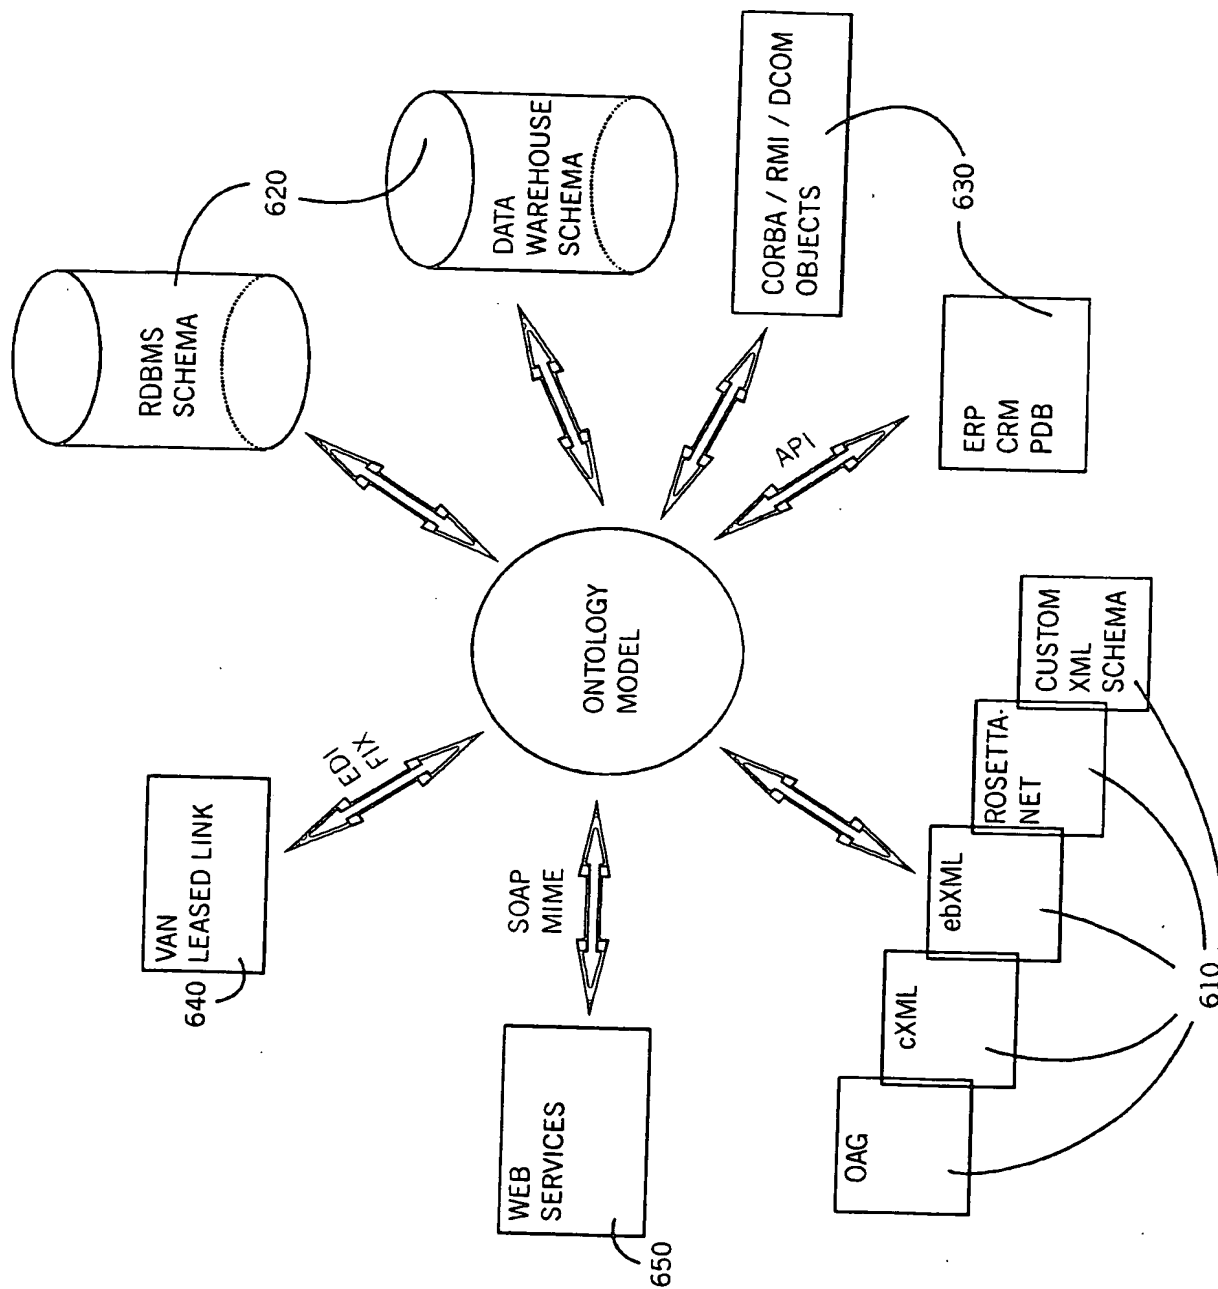 WEB
SERVICES
650
SOAP
MIME
VAN
LEASED LINK
640
EDI
FIX
RDBMS
SCHEMA
620
DATA
WAREHOUSE
SCHEMA
ONTOLOGY
MODEL
CORBA / RMI / DCOM
OBJECTS
630
API
ERP
CRM
PDB
OAG
cXML
ebXML
ROSETTA-
NET
CUSTOM
XML
SCHEMA
610